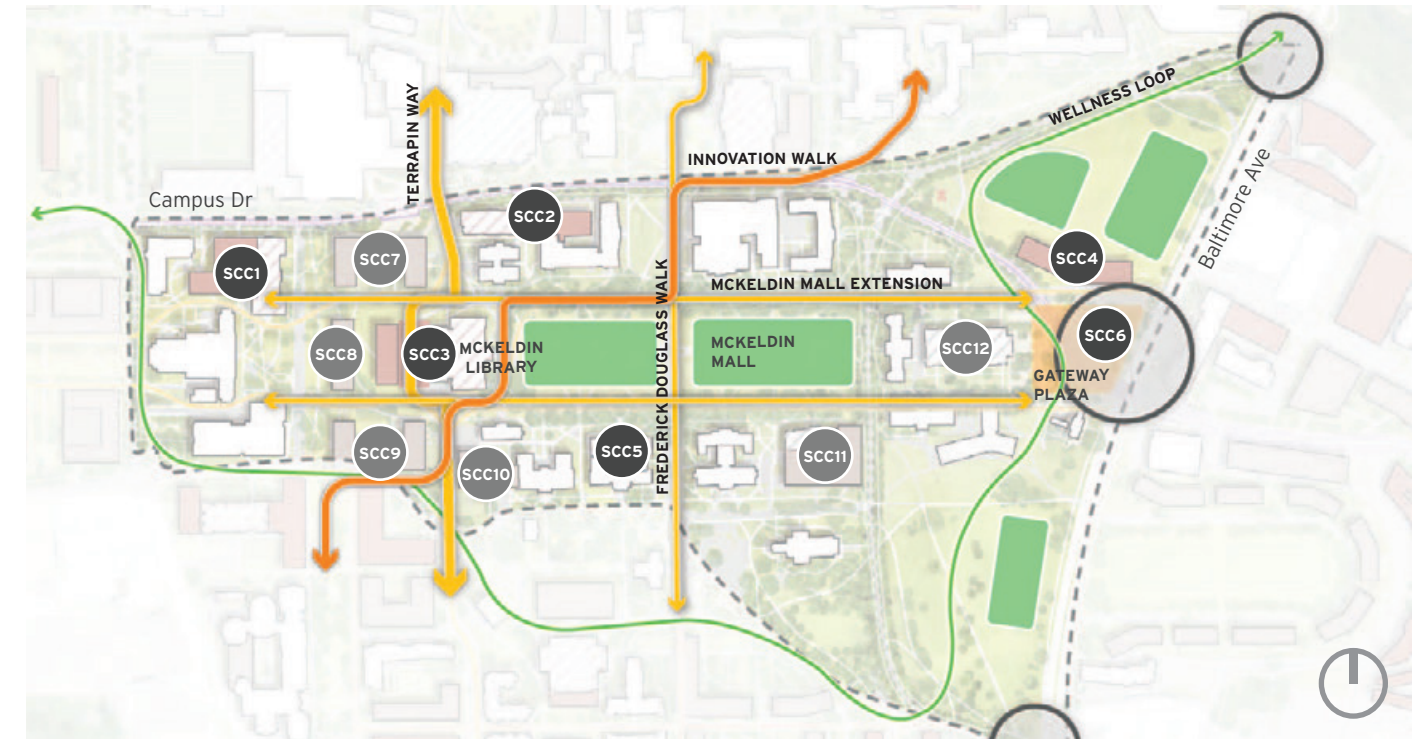 WELLNESS LOOP
TERRAPIN WAY
INNOVATION WALK
Campus Dr
Baltimore Ave
SCC2
SCC7
SCC1
SCC4
FREDERICK DOUGLASS WALK
MCKELDIN MALL EXTENSION
SCC6
SCC8
SCC3
MCKELDIN
LIBRARY
MCKELDIN
MALL
SCC12
GATEWAY
PLAZA
SCC9
SCC10
SCC5
SCC11